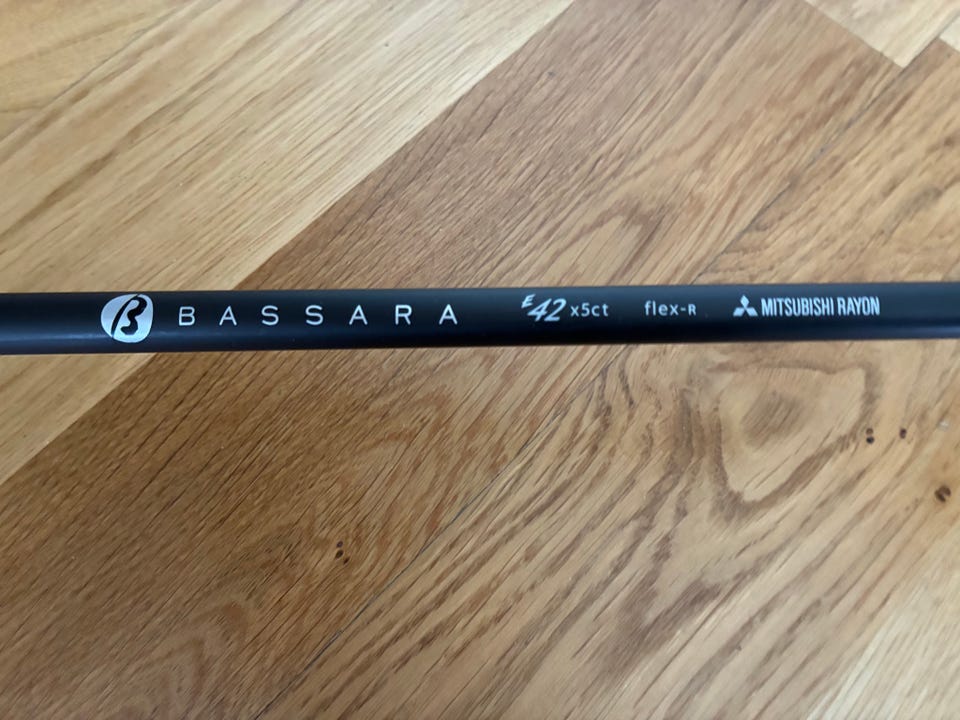 B BASSARA E42 x5ct flex-R MITSUBISHI RAYON